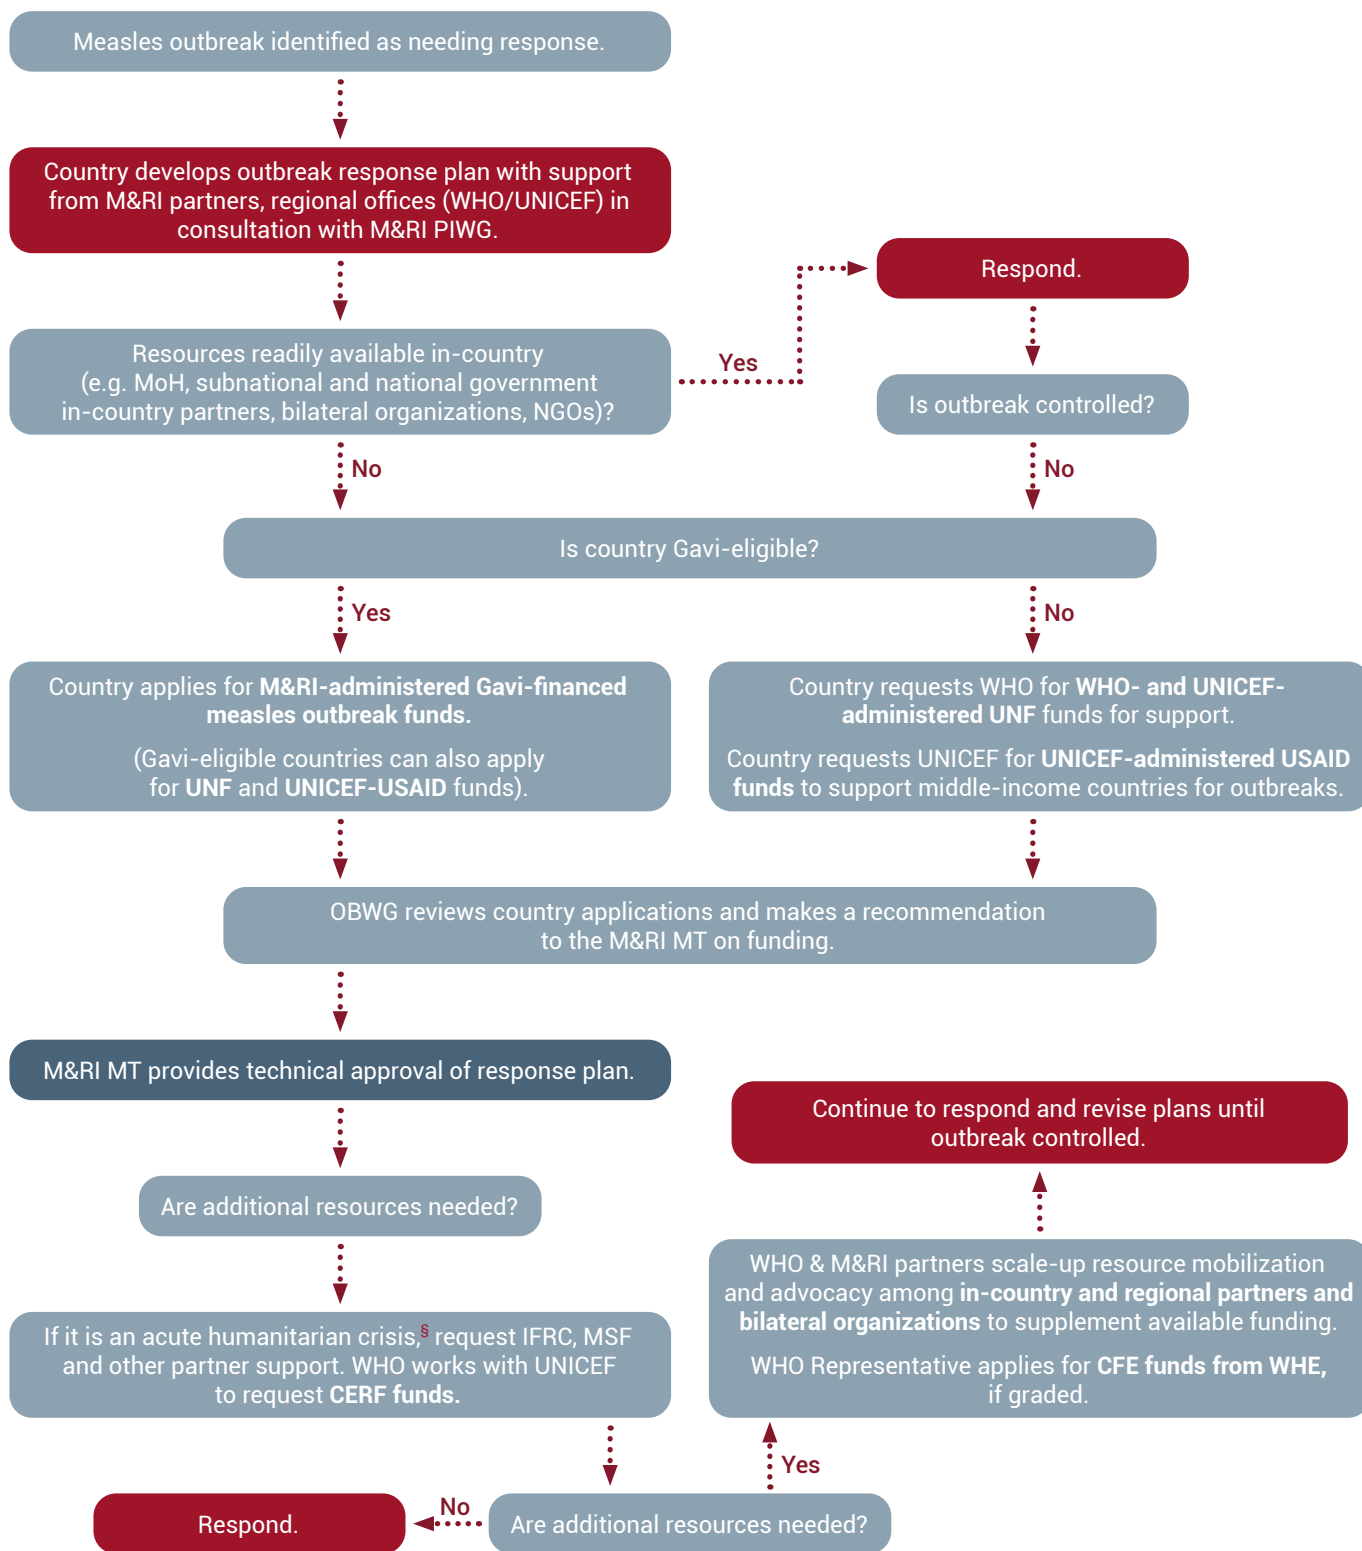 Measles outbreak identified as needing response.
Country develops outbreak response plan with support
from M&RI partners, regional offices (WHO/UNICEF) in
consultation with M&RI PIWG.
Respond.
Resources readily available in-country
(e.g. MoH, subnational and national government
in-country partners, bilateral organizations, NGOs)?
Yes
Is outbreak controlled?
No
No
Is country Gavi-eligible?
Yes
No
Country applies for M&RI-administered Gavi-financed
measles outbreak funds.
(Gavi-eligible countries can also apply
for UNF and UNICEF-USAID funds).
Country requests WHO for WHO- and UNICEF-
administered UNF funds for support.
Country requests UNICEF for UNICEF-administered USAID
funds to support middle-income countries for outbreaks.
OBWG reviews country applications and makes a recommendation
to the M&RI MT on funding.
M&RI MT provides technical approval of response plan.
Are additional resources needed?
If it is an acute humanitarian crisis,§ request IFRC, MSF
and other partner support. WHO works with UNICEF
to request CERF funds.
Are additional resources needed?
No
Respond.
Yes
WHO & M&RI partners scale-up resource mobilization
and advocacy among in-country and regional partners and
bilateral organizations to supplement available funding.
WHO Representative applies for CFE funds from WHE,
if graded.
Continue to respond and revise plans until
outbreak controlled.